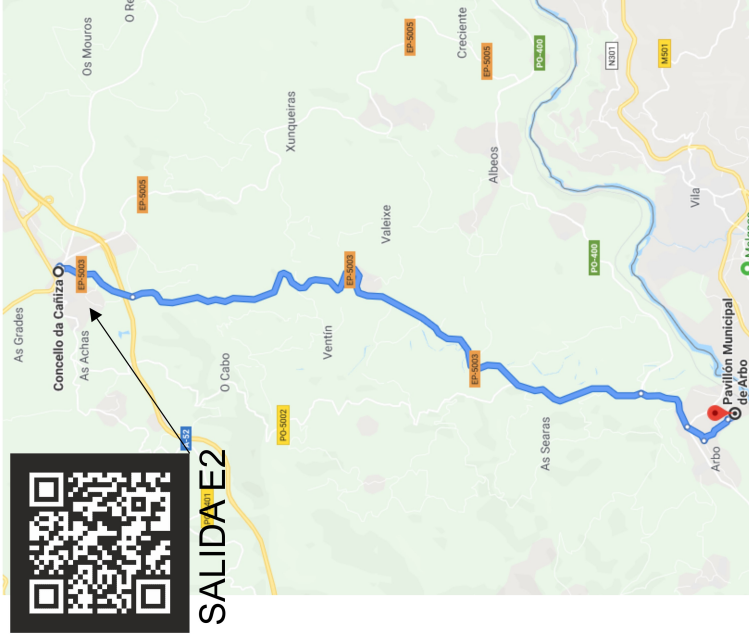 Os Mouros
O Re
EP-5005
Creciente
EP-5005
PO-400
N301
M501
Xunqueiras
EP-5005
Albeos
Vila
As Grades
Concello da Cañiza
EP-5003
As Achas
Valeixe
EP-5003
PO-400
O Cabo
Ventín
EP-5003
PO-5002
As Searas
Arbo
Pavillón Municipal
de Arbo
A-52
SALIDA E2